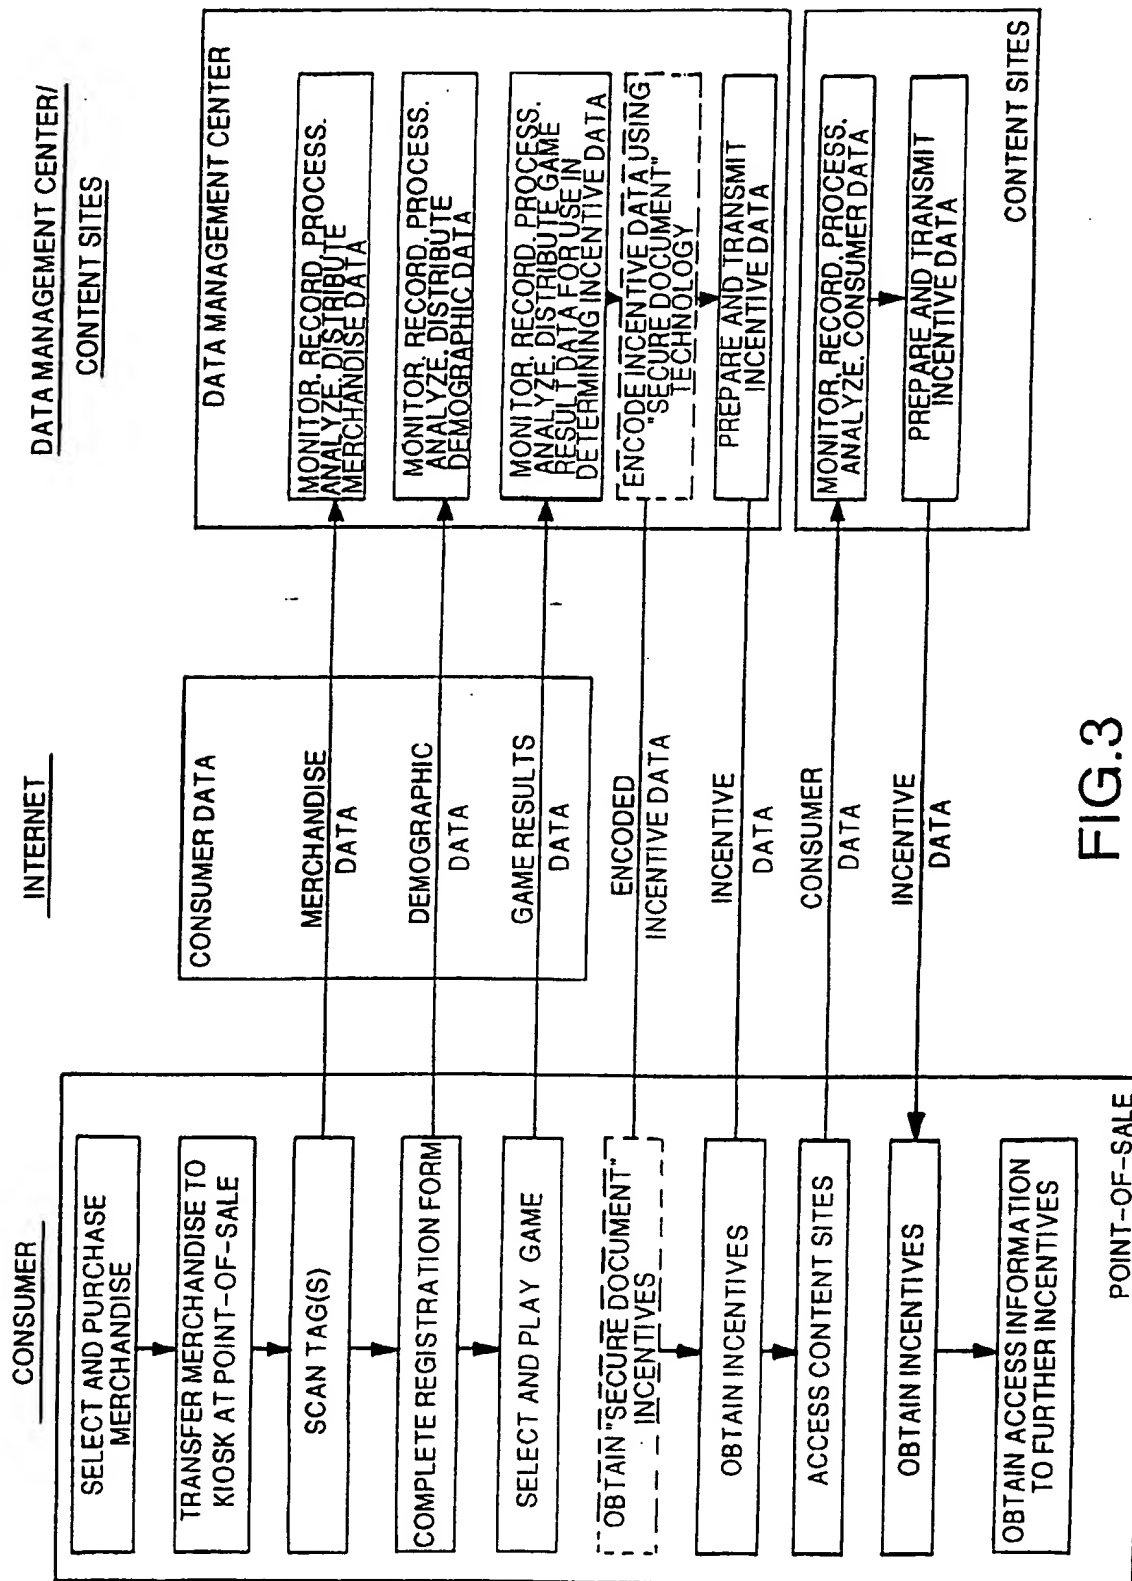 CONSUMER
SELECT AND PURCHASE
MERCHANDISE
TRANSFER MERCHANDISE TO
KIOSK AT POINT-OF-SALE
SCAN TAG(S)
COMPLETE REGISTRATION FORM
SELECT AND PLAY GAME
OBTAIN "SECURE DOCUMENT"
INCENTIVES
OBTAIN INCENTIVES
ACCESS CONTENT SITES
OBTAIN INCENTIVES
OBTAIN ACCESS INFORMATION
TO FURTHER INCENTIVES
POINT-OF-SALE
INTERNET
CONSUMER DATA
MERCHANDISE
DATA
DEMOGRAPHIC
DATA
GAME RESULTS
DATA
ENCODED
INCENTIVE DATA
INCENTIVE
DATA
CONSUMER
DATA
INCENTIVE
DATA
DATA MANAGEMENT CENTER/
CONTENT SITES
DATA MANAGEMENT CENTER
MONITOR. RECORD. PROCESS.
ANALYZE. DISTRIBUTE
MERCHANDISE DATA
MONITOR. RECORD. PROCESS.
ANALYZE. DISTRIBUTE
DEMOGRAPHIC DATA
MONITOR. RECORD. PROCESS.
ANALYZE. DISTRIBUTE GAME
RESULT DATA FOR USE IN
DETERMINING INCENTIVE DATA
ENCODE INCENTIVE DATA USING
"SECURE DOCUMENT"
TECHNOLOGY
PREPARE AND TRANSMIT
INCENTIVE DATA
MONITOR. RECORD. PROCESS.
ANALYZE. CONSUMER DATA
PREPARE AND TRANSMIT
INCENTIVE DATA
CONTENT SITES
FIG.3